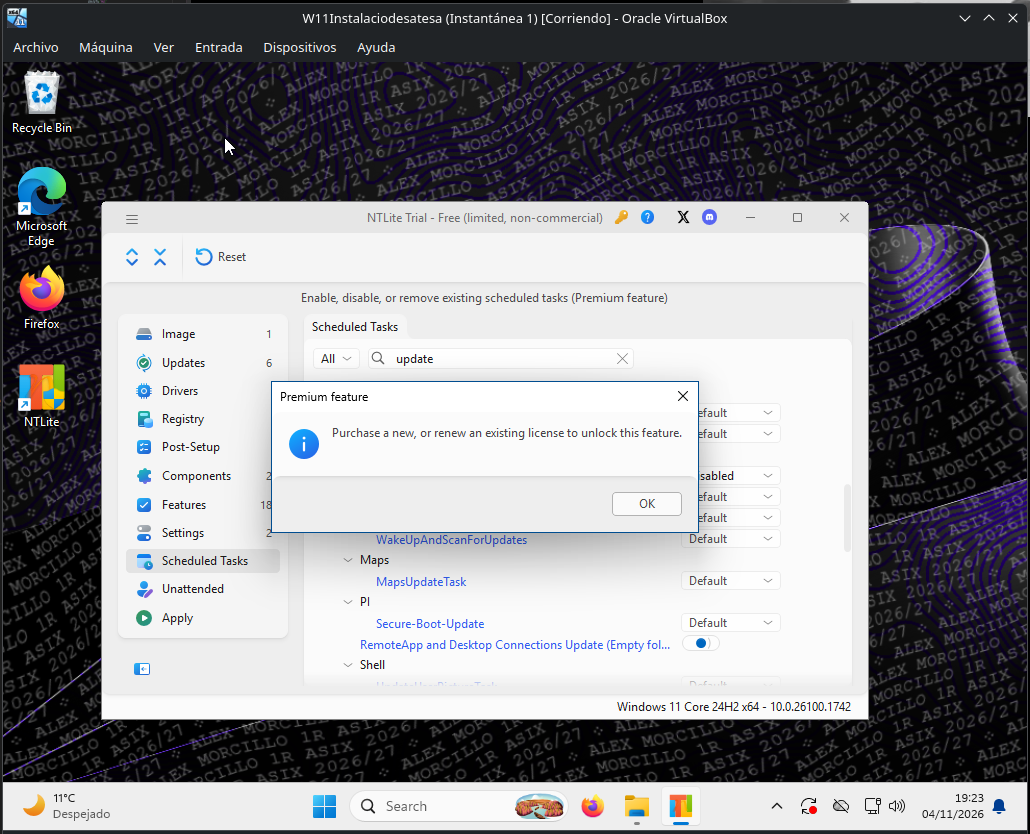 W11Instalaciodesatesa (Instantánea 1) [Corriendo] - Oracle VirtualBox
Archivo Máquina Ver Entrada Dispositivos Ayuda
Recycle Bin
Microsoft
Edge
Firefox
NTLite
ALEX MORCILLO 1R ASIX 2026/27
NTLite Trial - Free (limited, non-commercial)
Reset
Enable, disable, or remove existing scheduled tasks (Premium feature)
Image 1
Updates 6
Drivers
Registry
Post-Setup
Components 2
Features 18
Settings 2
Scheduled Tasks
Unattended
Apply
Scheduled Tasks
All update
Premium feature
Purchase a new, or renew an existing license to unlock this feature.
OK
WakeUpAndScanForUpdates Default
Maps
MapsUpdateTask Default
PI
Secure-Boot-Update Default
RemoteApp and Desktop Connections Update (Empty fol...
Shell
Windows 11 Core 24H2 x64 - 10.0.26100.1742
11°C
Despejado
Search
19:23
04/11/2026